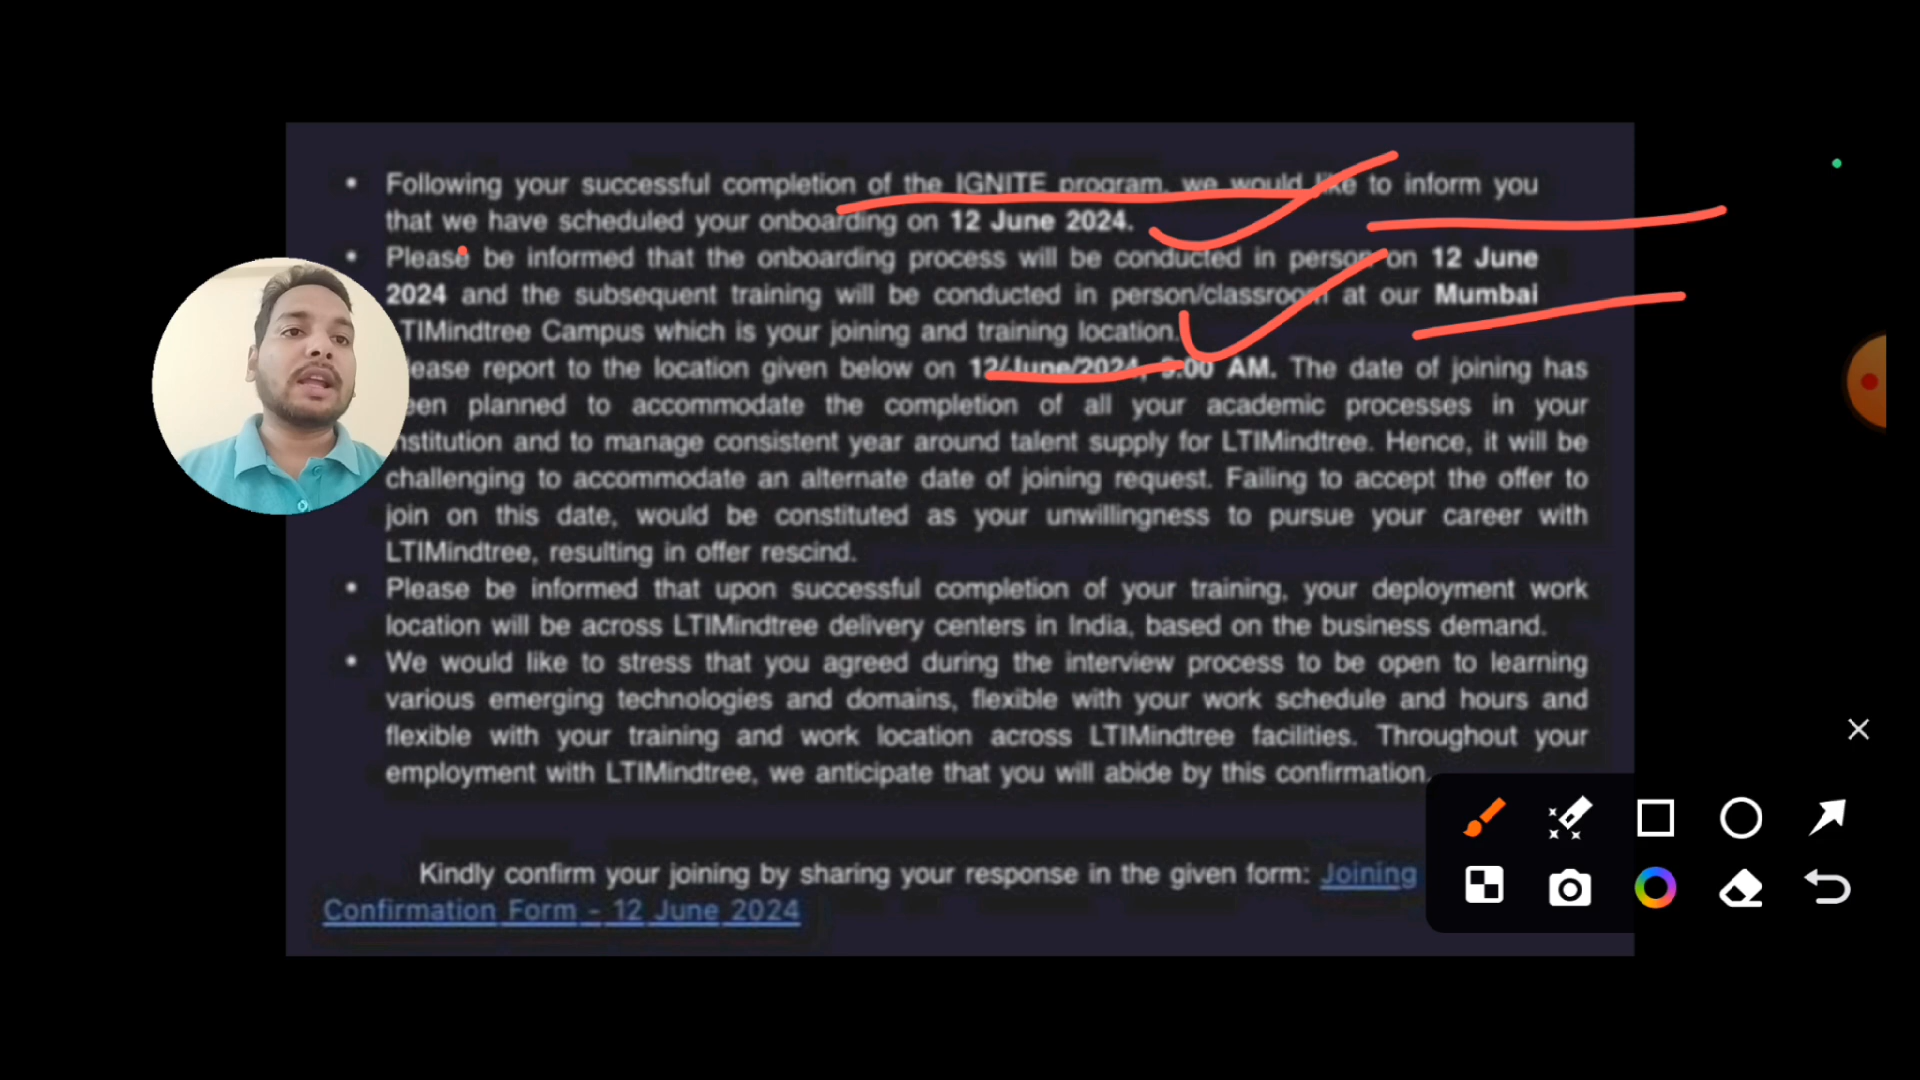 • Following your successful completion of the IGNITE program, we would like to inform you
that we have scheduled your onboarding on 12 June 2024.
• Please be informed that the onboarding process will be conducted in person on 12 June
2024 and the subsequent training will be conducted in person/classroom at our Mumbai
TIMindtree Campus which is your joining and training location.
ease report to the location given below on 12/June/2024, 9:00 AM. The date of joining has
een planned to accommodate the completion of all your academic processes in your
nstitution and to manage consistent year around talent supply for LTIMindtree. Hence, it will be
challenging to accommodate an alternate date of joining request. Failing to accept the offer to
join on this date, would be constituted as your unwillingness to pursue your career with
LTIMindtree, resulting in offer rescind.
• Please be informed that upon successful completion of your training, your deployment work
location will be across LTIMindtree delivery centers in India, based on the business demand.
• We would like to stress that you agreed during the interview process to be open to learning
various emerging technologies and domains, flexible with your work schedule and hours and
flexible with your training and work location across LTIMindtree facilities. Throughout your
employment with LTIMindtree, we anticipate that you will abide by this confirmation.
Kindly confirm your joining by sharing your response in the given form: Joining
Confirmation Form - 12 June 2024